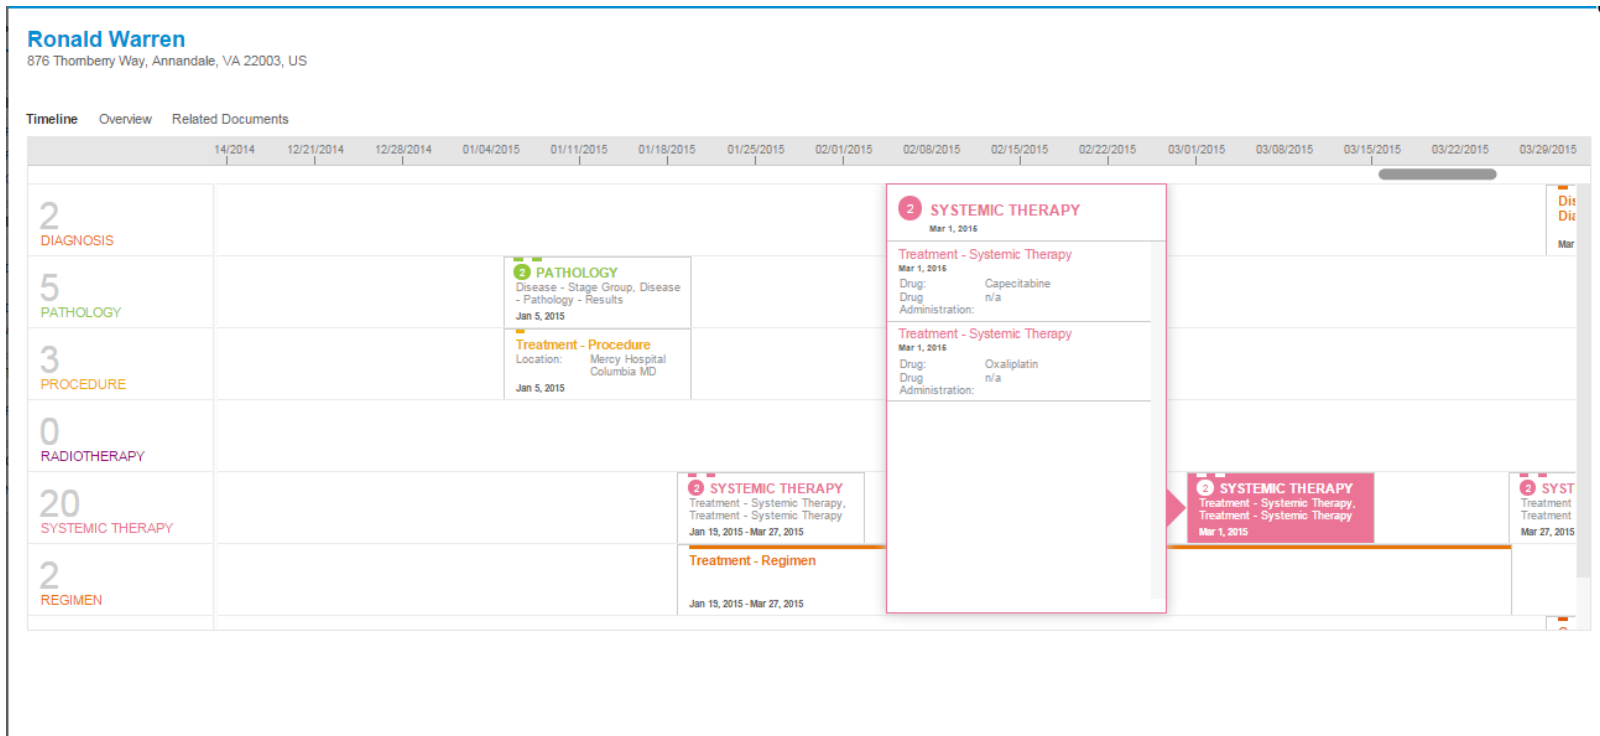 Ronald Warren
876 Thornberry Way, Annandale, VA 22003, US
Timeline Overview Related Documents
14/2014 12/21/2014 12/28/2014 01/04/2015 01/11/2015 01/18/2015 01/25/2015 02/01/2015 02/08/2015 02/15/2015 02/22/2015 03/01/2015 03/08/2015 03/15/2015 03/22/2015 03/29/2015
2
DIAGNOSIS
Dis
Dia
Mar
5
PATHOLOGY
2 PATHOLOGY
Disease - Stage Group, Disease
- Pathology - Results
Jan 5, 2015
3
PROCEDURE
Treatment - Procedure
Location: Mercy Hospital
Columbia MD
Jan 5, 2015
0
RADIOTHERAPY
20
SYSTEMIC THERAPY
2 SYSTEMIC THERAPY
Treatment - Systemic Therapy,
Treatment - Systemic Therapy
Jan 19, 2015 - Mar 27, 2015
2 SYSTEMIC THERAPY
Mar 1, 2015
Treatment - Systemic Therapy
Mar 1, 2015
Drug: Capecitabine
Drug n/a
Administration:
Treatment - Systemic Therapy
Mar 1, 2015
Drug: Oxaliplatin
Drug n/a
Administration:
2 SYSTEMIC THERAPY
Treatment - Systemic Therapy,
Treatment - Systemic Therapy
Mar 1, 2015
2 SYST
Treatment
Treatment
Mar 27, 2015
2
REGIMEN
Treatment - Regimen
Jan 19, 2015 - Mar 27, 2015